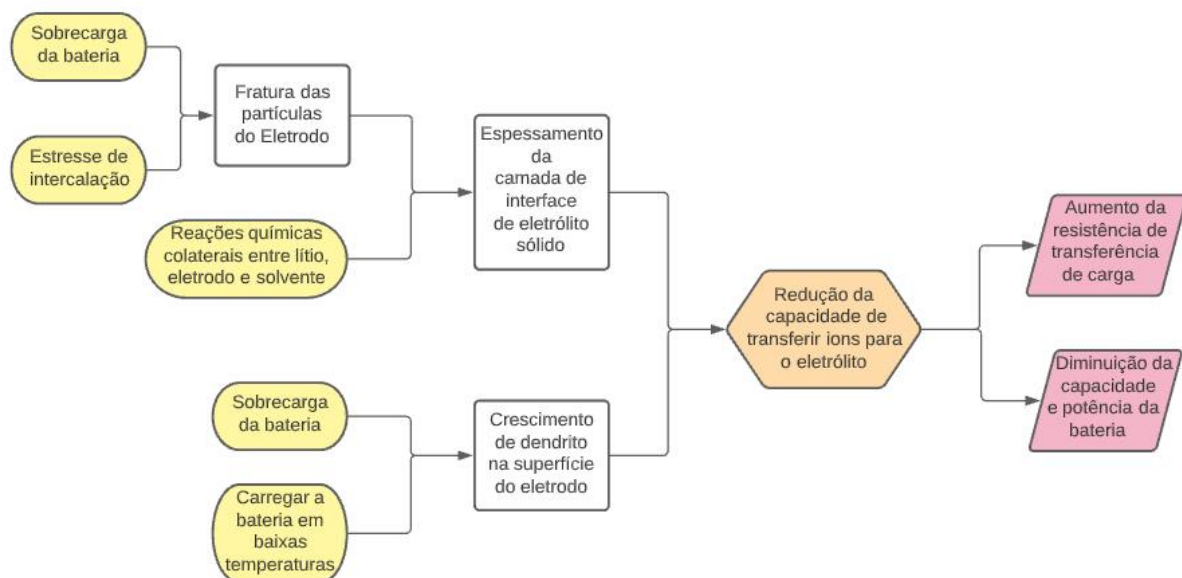 Sobrecarga
da bateria
Estresse de
intercalação
Fratura das
partículas
do Eletrodo
Reações químicas
colaterais entre lítio,
eletrodo e solvente
Espessamento
da
camada de
interface
de eletrólito
sólido
Sobrecarga
da bateria
Carregar a
bateria em
baixas
temperaturas
Crescimento
de dendrito
na superfície
do eletrodo
Redução da
capacidade de
transferir ions para
o eletrólito
Aumento da
resistência de
transferência
de carga
Diminuição da
capacidade
e potência da
bateria